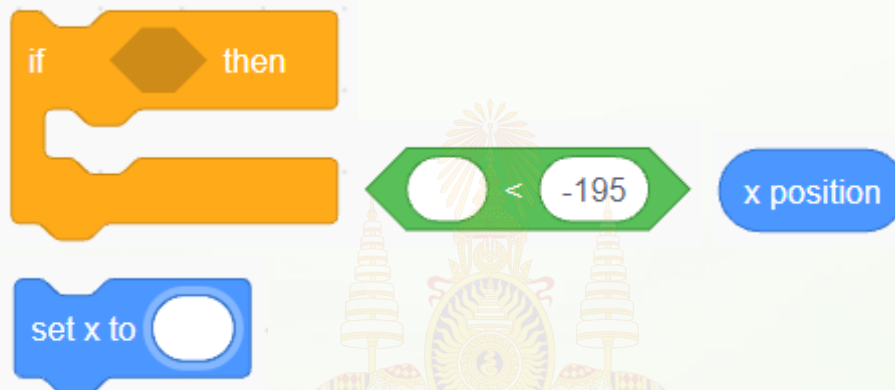 if then
< -195
x position
set x to